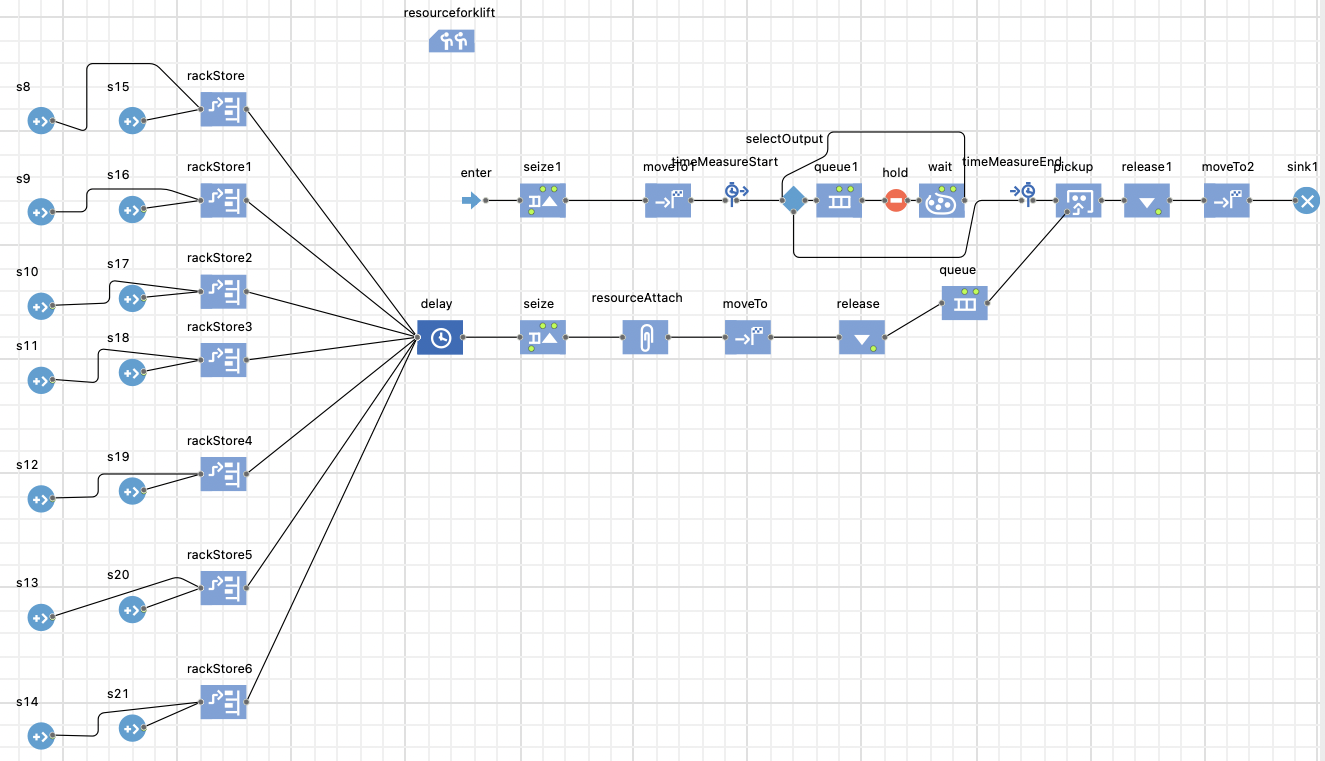 resourceforklift
s8
s15
rackStore
s9
s16
rackStore1
s10
s17
rackStore2
s11
s18
rackStore3
s12
s19
rackStore4
s13
s20
rackStore5
s14
s21
rackStore6
enter
seize1
moveTo1
timeMeasureStart
selectOutput
queue1
hold
wait
timeMeasureEnd
pickup
release1
moveTo2
sink1
delay
seize
resourceAttach
moveTo
release
queue